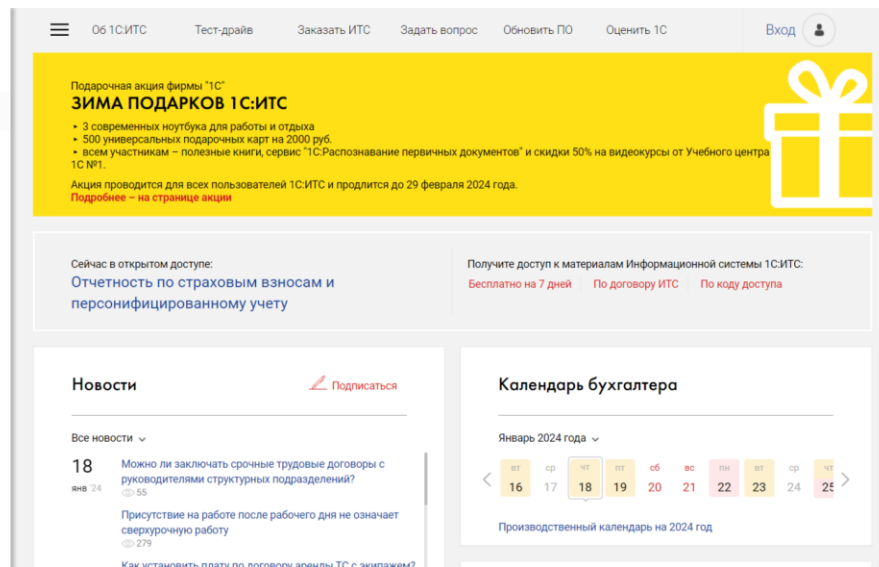 Об 1С:ИТС
Тест-драйв
Заказать ИТС
Задать вопрос
Обновить ПО
Оценить 1С
Вход
Подарочная акция фирмы "1С"
ЗИМА ПОДАРКОВ 1С:ИТС
‣ 3 современных ноутбука для работы и отдыха
‣ 500 универсальных подарочных карт на 2000 руб.
‣ всем участникам – полезные книги, сервис "1С:Распознавание первичных документов" и скидки 50% на видеокурсы от Учебного центра
1С №1.
Акция проводится для всех пользователей 1С:ИТС и продлится до 29 февраля 2024 года.
Подробнее – на странице акции
Сейчас в открытом доступе:
Отчетность по страховым взносам и
персонифицированному учету
Получите доступ к материалам Информационной системы 1С:ИТС:
Бесплатно на 7 дней
По договору ИТС
По коду доступа
Новости
Подписаться
Все новости
18
янв '24
Можно ли заключать срочные трудовые договоры с
руководителями структурных подразделений?
55
Присутствие на работе после рабочего дня не означает
сверхурочную работу
279
Как установить плату по договору аренды ТС с экипажем?
Календарь бухгалтера
Январь 2024 года
вт ср чт пт сб вс пн вт ср чт
16 17 18 19 20 21 22 23 24 25
Производственный календарь на 2024 год